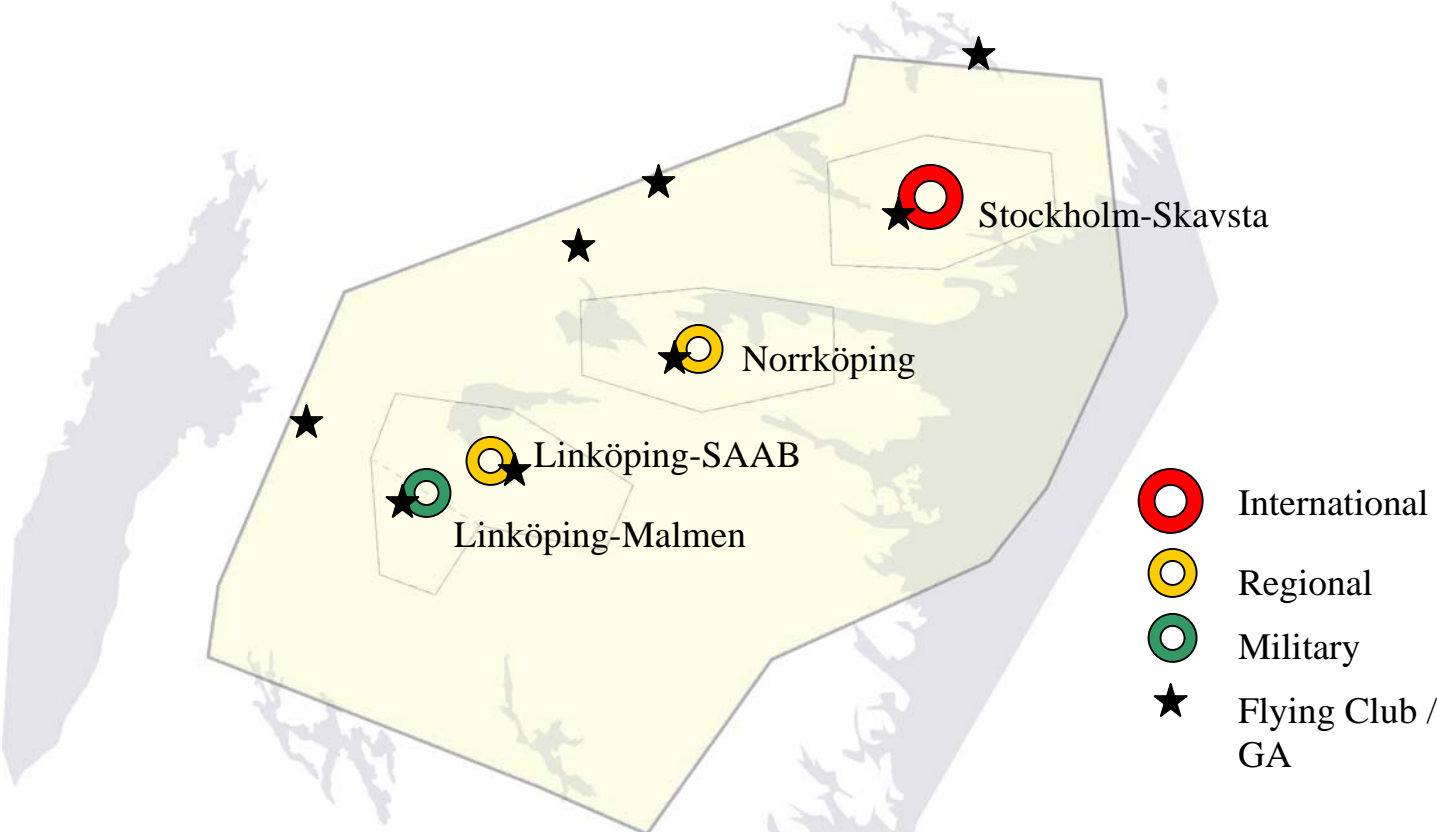 Stockholm-Skavsta
Norrköping
Linköping-SAAB
Linköping-Malmen
International
Regional
Military
Flying Club /
GA